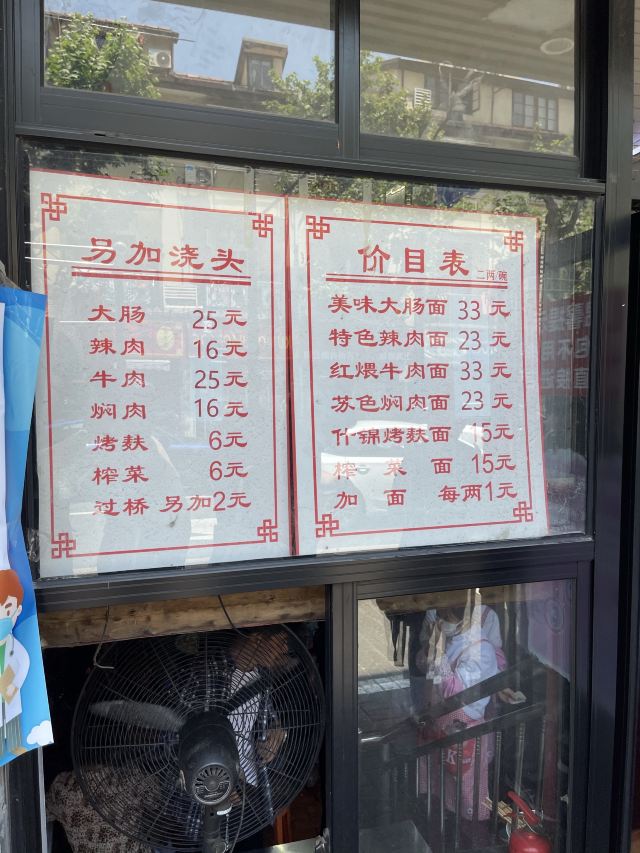 另加浇头
大肠 25元
辣肉 16元
牛肉 25元
焖肉 16元
烤麸 6元
榨菜 6元
过桥 另加2元
价目表 二两/碗
美味大肠面 33元
特色辣肉面 23元
红煨牛肉面 33元
苏色焖肉面 23元
什锦烤麸面 15元
榨菜面 15元
加面 每两1元